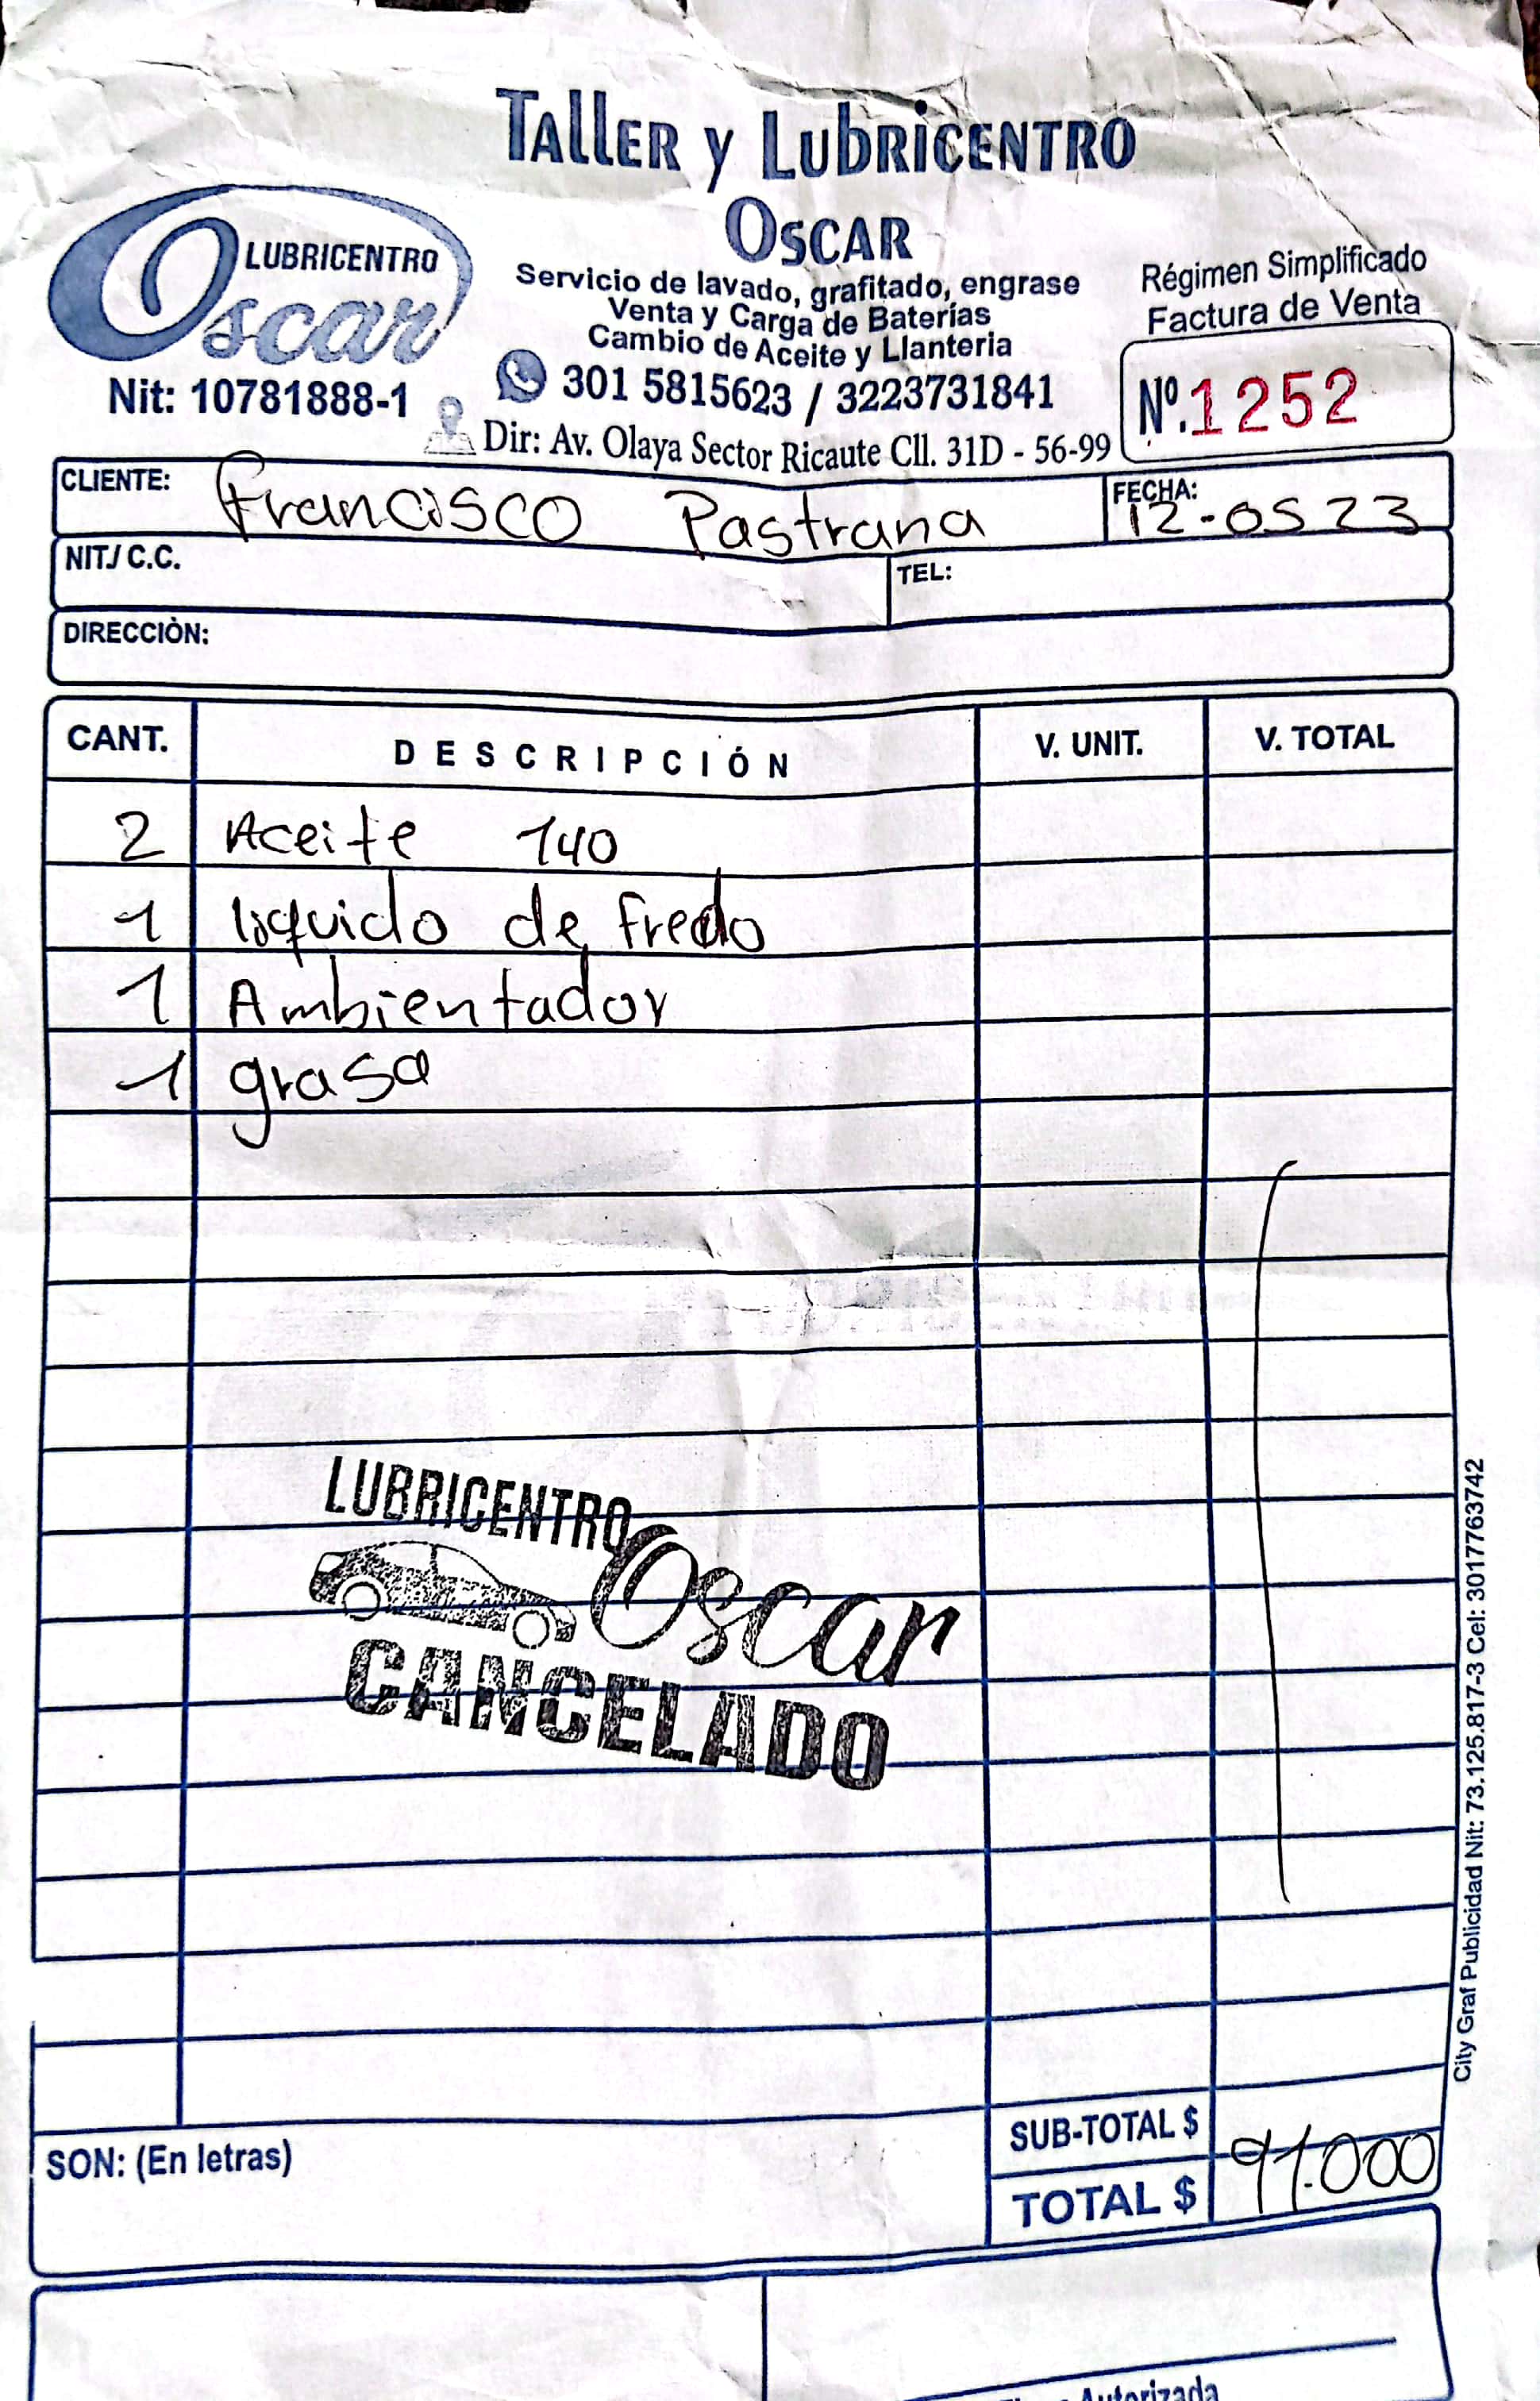 Taller y Lubricentro
Oscar
LUBRICENTRO
Oscar
Nit: 10781888-1
Servicio de lavado, grafitado, engrase
Venta y Carga de Baterías
Cambio de Aceite y Llanteria
301 5815623 / 3223731841
Dir: Av. Olaya Sector Ricaute Cll. 31D - 56-99
Régimen Simplificado
Factura de Venta
Nº. 1252
CLIENTE: Francisco Pastrana FECHA: 12-05 23
NIT./ C.C. TEL:
DIRECCIÒN:
CANT. DESCRIPCIÓN V. UNIT. V. TOTAL
2 Aceite 140
1 liquido de Fredo
1 Ambientador
1 grasa
LUBRICENTRO
Oscar
CANCELADO
SUB-TOTAL $
SON: (En letras)
TOTAL $ 91.000
Autorizada
City Graf Publicidad Nit: 73.125.817-3 Cel: 3017763742